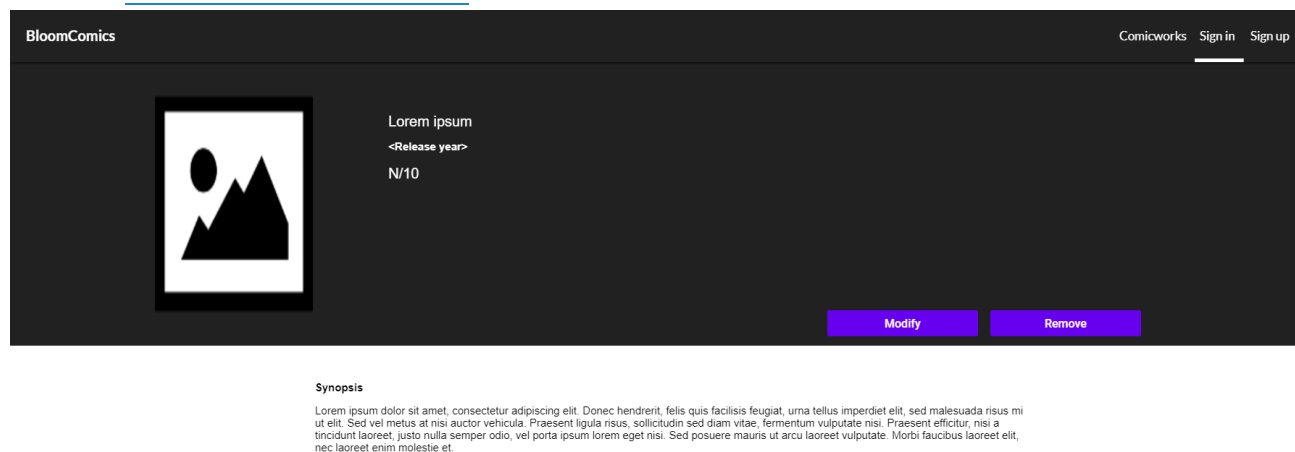 BloomComics
Comicworks Sign in Sign up
Lorem ipsum
<Release year>
N/10
Modify Remove
Synopsis
Lorem ipsum dolor sit amet, consectetur adipiscing elit. Donec hendrerit, felis quis facilisis feugiat, urna tellus imperdiet elit, sed malesuada risus mi
ut elit. Sed vel metus at nisi auctor vehicula. Praesent ligula risus, sollicitudin sed diam vitae, fermentum vulputate nisi. Praesent efficitur, nisi a
tincidunt laoreet, justo nulla semper odio, vel porta ipsum lorem eget nisi. Sed posuere mauris ut arcu laoreet vulputate. Morbi faucibus laoreet elit,
nec laoreet enim molestie et.